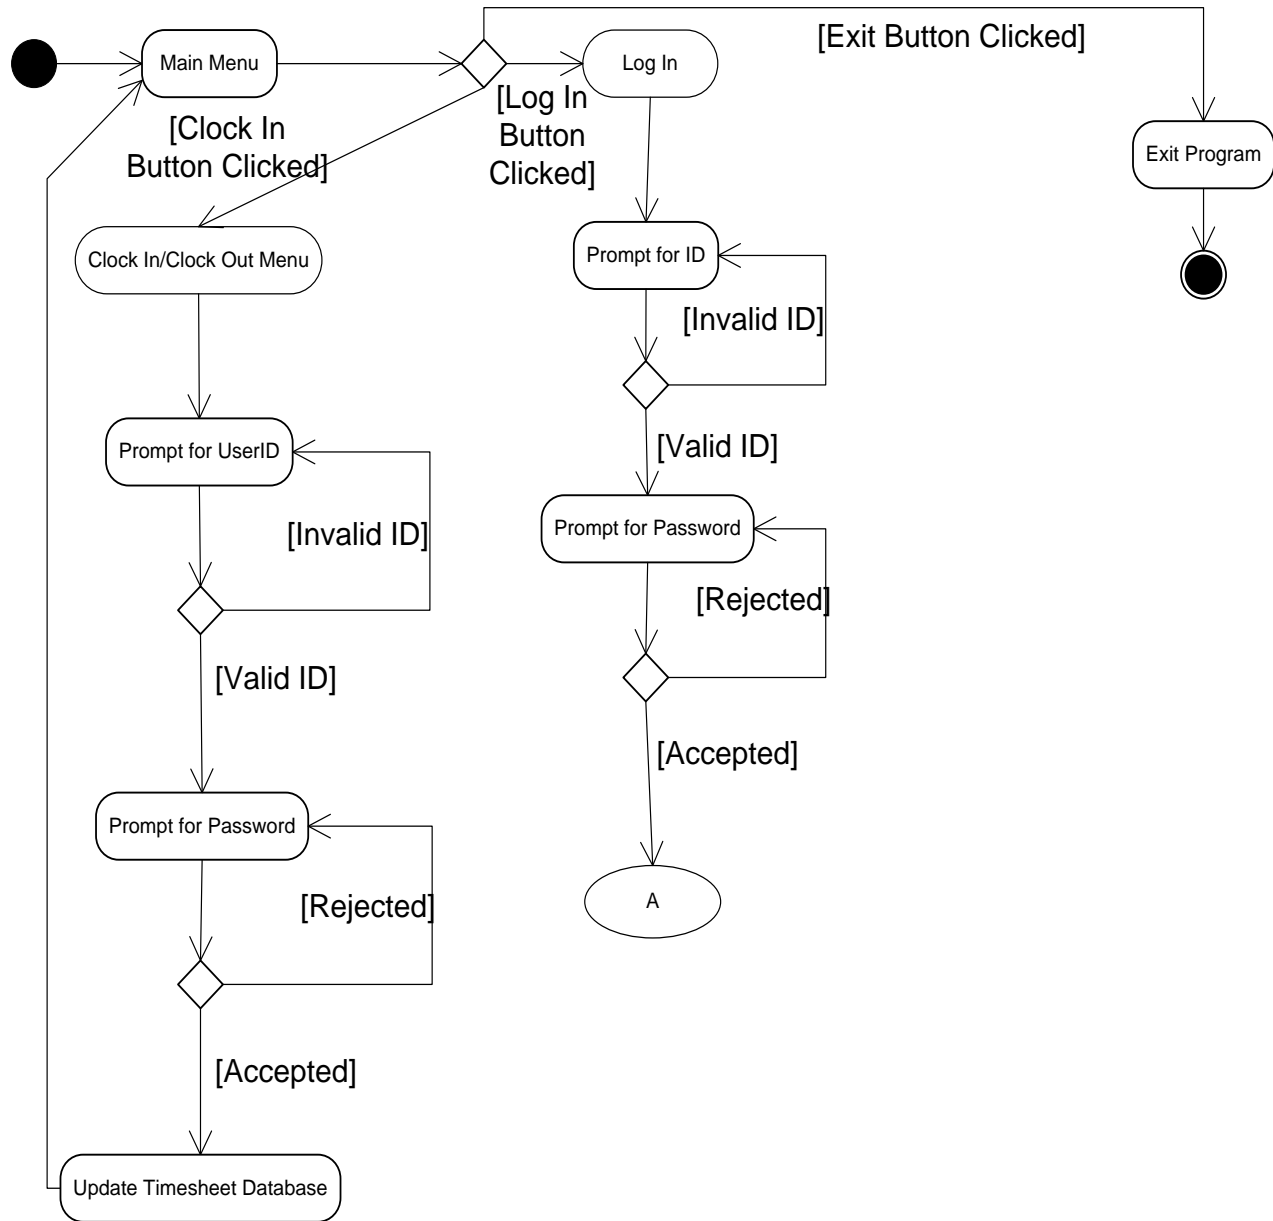 [Exit Button Clicked]
Main Menu
Log In
[Log In
Button
Clicked]
[Clock In
Button Clicked]
Exit Program
Clock In/Clock Out Menu
Prompt for ID
[Invalid ID]
[Valid ID]
Prompt for UserID
[Invalid ID]
Prompt for Password
[Rejected]
[Valid ID]
[Accepted]
Prompt for Password
[Rejected]
A
[Accepted]
Update Timesheet Database